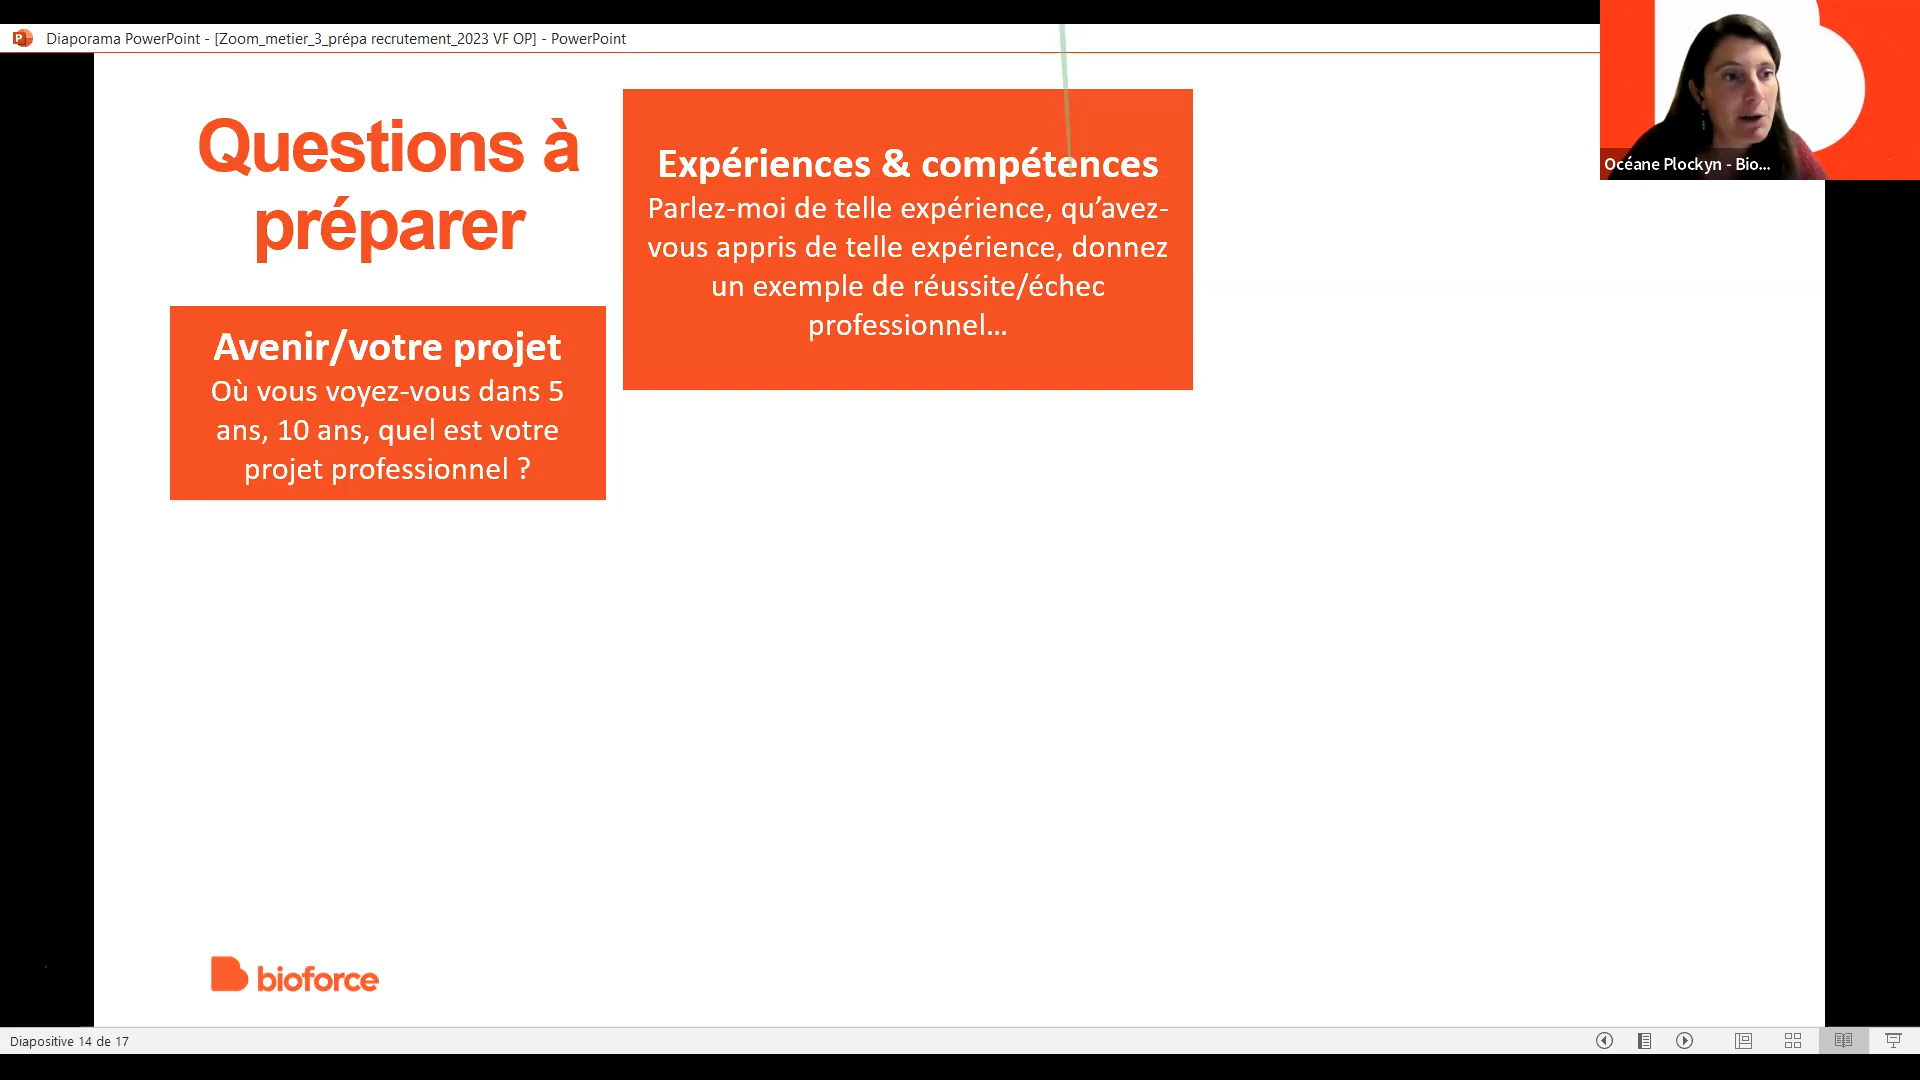 Diaporama PowerPoint - [Zoom_metier_3_prépa recrutement_2023 VF OP] - PowerPoint
Océane Plockyn - Bio...
Questions à
préparer
Expériences & compétences
Parlez-moi de telle expérience, qu’avez-
vous appris de telle expérience, donnez
un exemple de réussite/échec
professionnel...
Avenir/votre projet
Où vous voyez-vous dans 5
ans, 10 ans, quel est votre
projet professionnel ?
bioforce
Diapositive 14 de 17